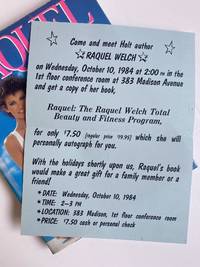 QUEL
Come and meet Holt author
RAQUEL WELCH
on Wednesday, October 10, 1984 at 2:00 PM in the
1st floor conference room at 383 Madison Avenue
and get a copy of her book,
Raquel: The Raquel Welch Total
Beauty and Fitness Program,
for only $7.50 (regular price $9.95) which she will
personally autograph for you.
With the holidays shortly upon us, Raquel's book
would make a great gift for a family member or a
friend!
*DATE: Wednesday, October 10, 1984
*TIME: 2-3 PM
*LOCATION: 383 Madison, 1st floor conference room
*PRICE: $7.50 cash or personal check